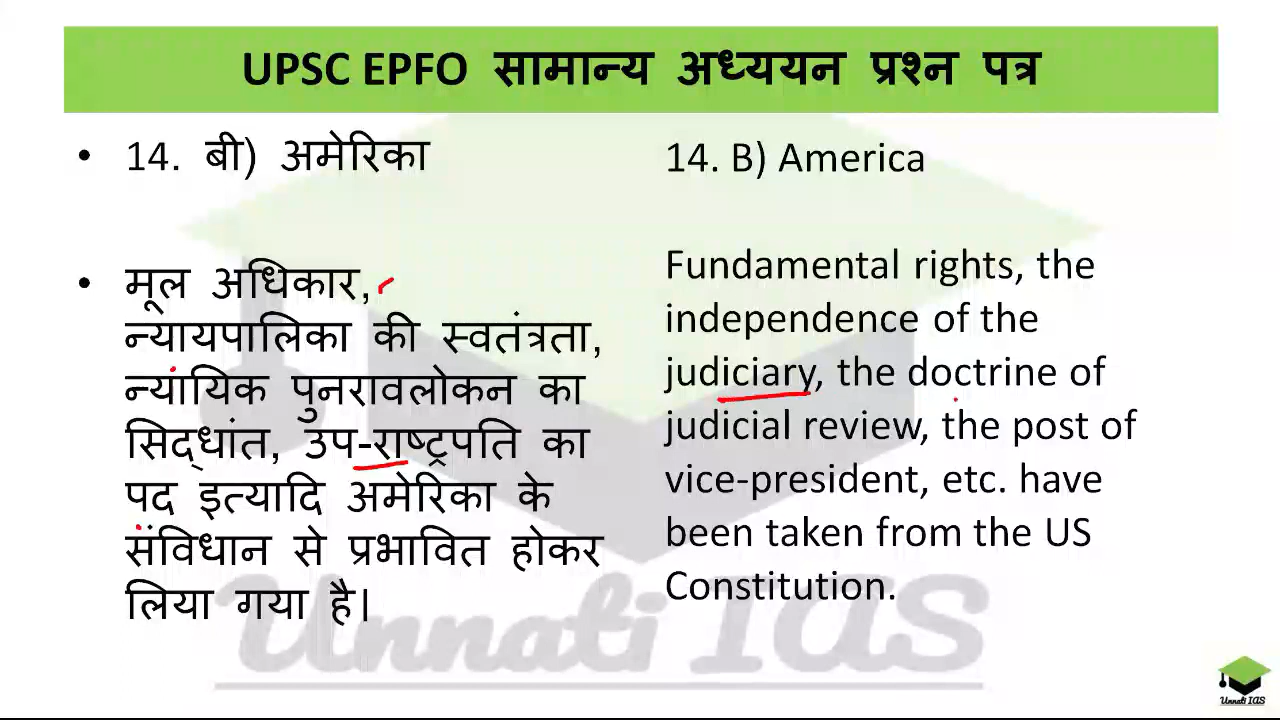 UPSC EPFO सामान्य अध्ययन प्रश्न पत्र
• 14. बी) अमेरिका
• मूल अधिकार,
न्यायपालिका की स्वतंत्रता,
न्यायिक पुनरावलोकन का
सिद्धांत, उप-राष्ट्रपति का
पद इत्यादि अमेरिका के
संविधान से प्रभावित होकर
लिया गया है।
14. B) America
Fundamental rights, the
independence of the
judiciary, the doctrine of
judicial review, the post of
vice-president, etc. have
been taken from the US
Constitution.
Unnati IAS
Unnati IAS